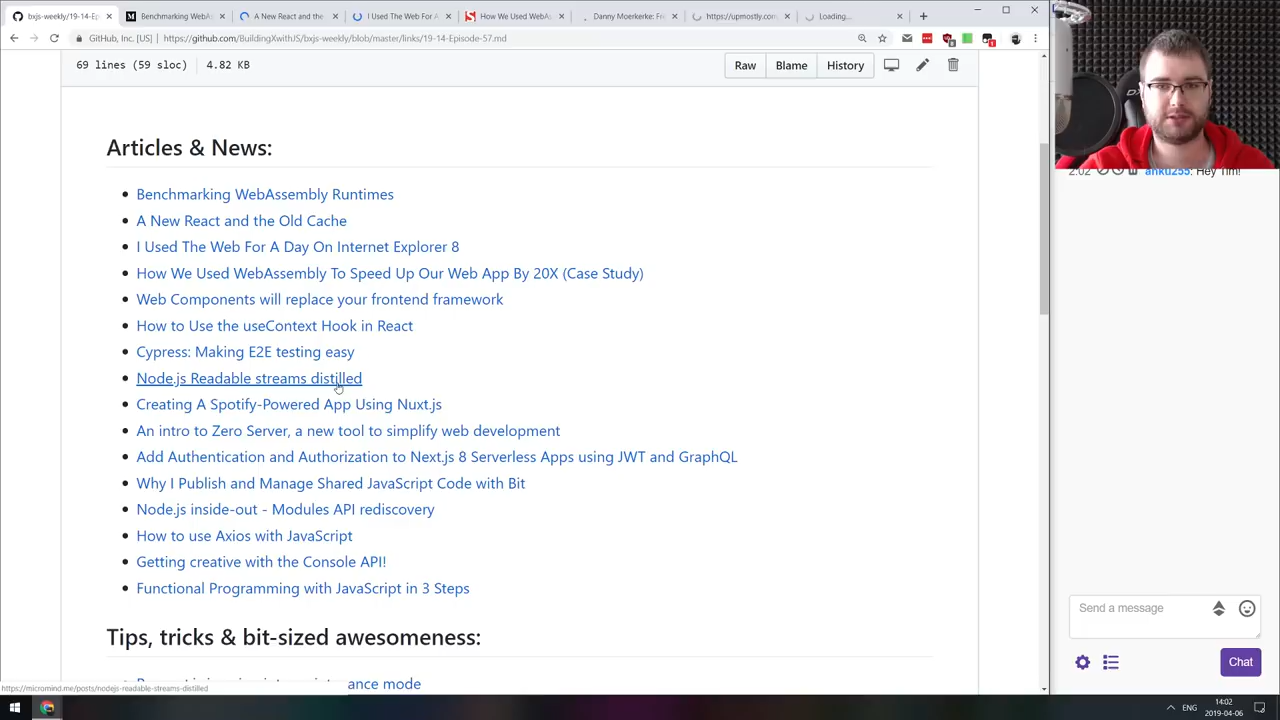 bxjs-weekly/19-14-Ep
Benchmarking WebA
A New React and the
I Used The Web For A
How We Used WebAs
Danny Moerkerke: Fre
https://upmostly.com
Loading...
GitHub, Inc. [US]
https://github.com/BuildingXwithJS/bxjs-weekly/blob/master/links/19-14-Episode-57.md
69 lines (59 sloc)
4.82 KB
Raw
Blame
History
Articles & News:
Benchmarking WebAssembly Runtimes
A New React and the Old Cache
I Used The Web For A Day On Internet Explorer 8
How We Used WebAssembly To Speed Up Our Web App By 20X (Case Study)
Web Components will replace your frontend framework
How to Use the useContext Hook in React
Cypress: Making E2E testing easy
Node.js Readable streams distilled
Creating A Spotify-Powered App Using Nuxt.js
An intro to Zero Server, a new tool to simplify web development
Add Authentication and Authorization to Next.js 8 Serverless Apps using JWT and GraphQL
Why I Publish and Manage Shared JavaScript Code with Bit
Node.js inside-out - Modules API rediscovery
How to use Axios with JavaScript
Getting creative with the Console API!
Functional Programming with JavaScript in 3 Steps
Tips, tricks & bit-sized awesomeness:
ance mode
https://micromind.me/posts/nodejs-readable-streams-distilled
2:02 anku255: Hey Tim!
Send a message
Chat
ENG
14:02
2019-04-06